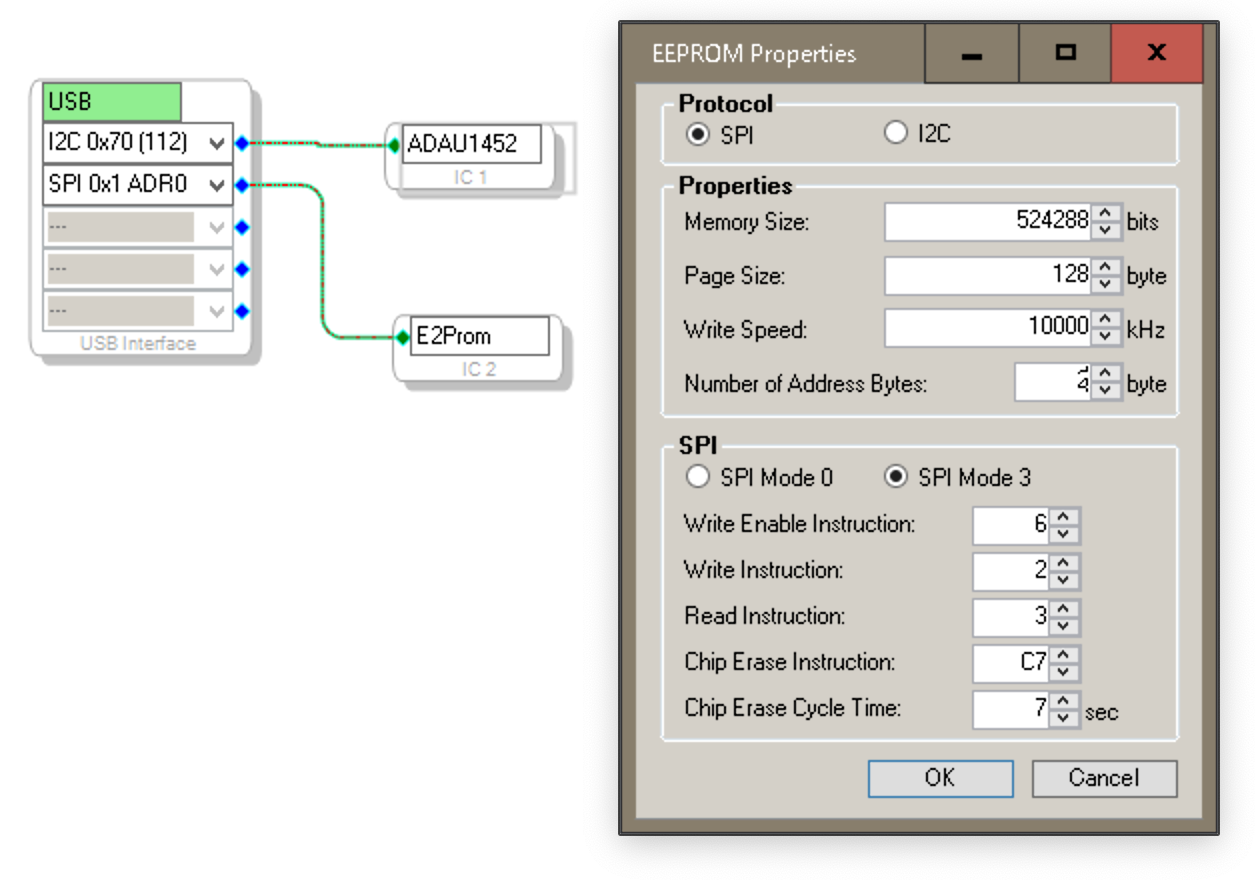 USB
I2C 0x70 (112)
SPI 0x1 ADR0
---
---
---
USB Interface
ADAU1452
IC 1
E2Prom
IC 2
EEPROM Properties
Protocol
SPI I2C
Properties
Memory Size: 524288 bits
Page Size: 128 byte
Write Speed: 10000 kHz
Number of Address Bytes: byte
SPI
SPI Mode 0 SPI Mode 3
Write Enable Instruction: 6
Write Instruction: 2
Read Instruction: 3
Chip Erase Instruction: C7
Chip Erase Cycle Time: 7 sec
OK Cancel